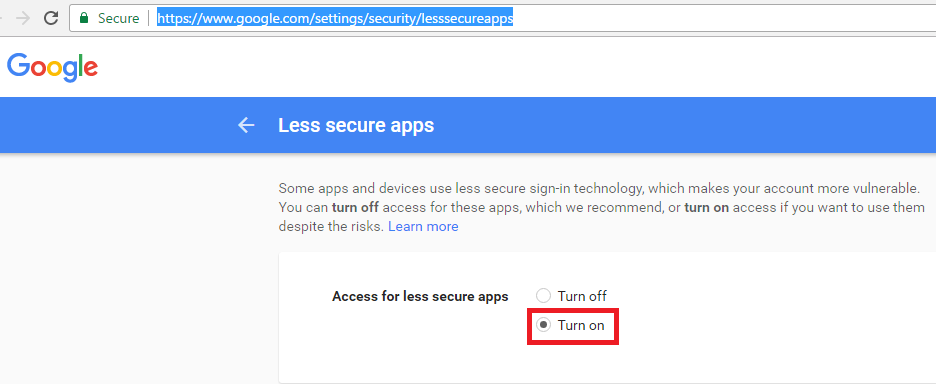 Secure https://www.google.com/settings/security/lesssecureapps
Google
Less secure apps
Some apps and devices use less secure sign-in technology, which makes your account more vulnerable.
You can turn off access for these apps, which we recommend, or turn on access if you want to use them
despite the risks. Learn more
Access for less secure apps Turn off
Turn on